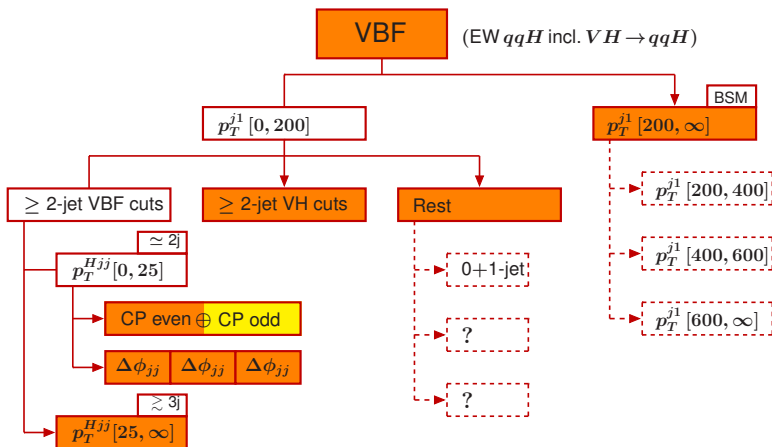 VBF
(EW qqH incl. VH → qqH)
BSM
p_T^{j1} [0, 200]
p_T^{j1} [200, ∞]
p_T^{j1} [200, 400]
≥ 2-jet VBF cuts
≥ 2-jet VH cuts
Rest
≃ 2j
p_T^{Hjj} [0, 25]
0+1-jet
p_T^{j1} [400, 600]
CP even ⊕ CP odd
?
p_T^{j1} [600, ∞]
Δϕ_{jj} Δϕ_{jj} Δϕ_{jj}
≳ 3j
p_T^{Hjj} [25, ∞]
?